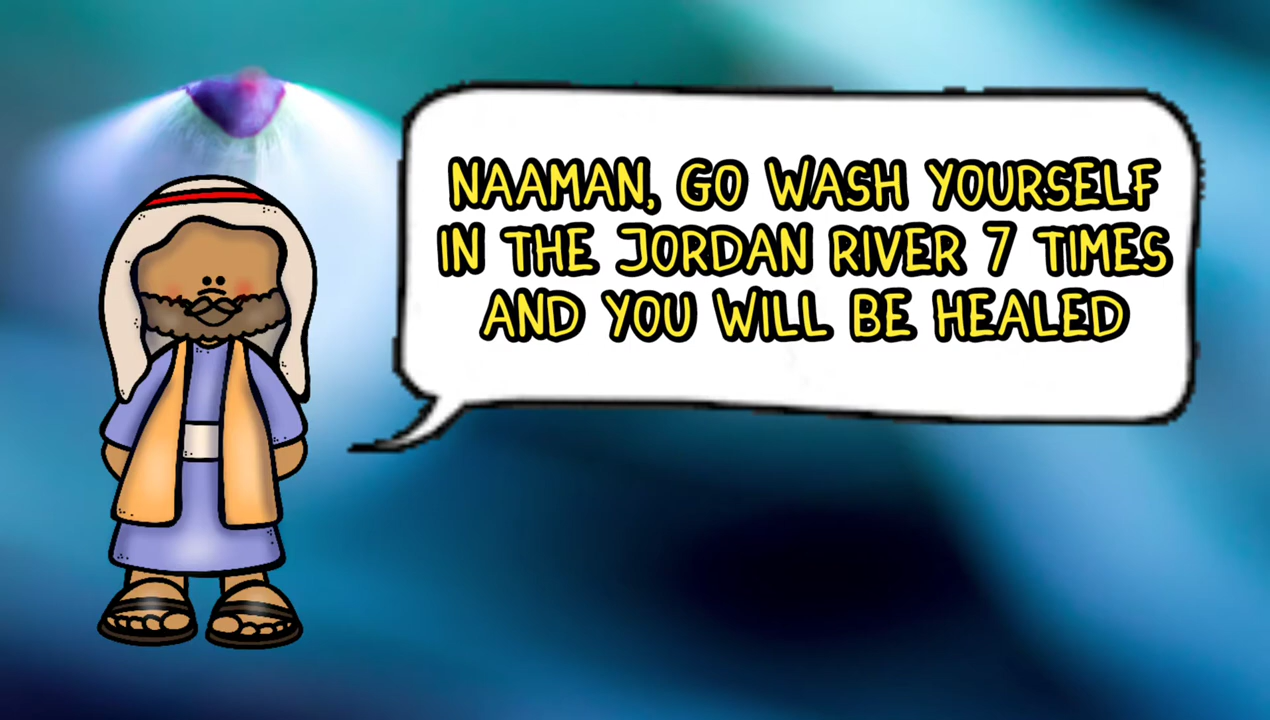 NAAMAN, GO WASH YOURSELF
IN THE JORDAN RIVER 7 TIMES
AND YOU WILL BE HEALED